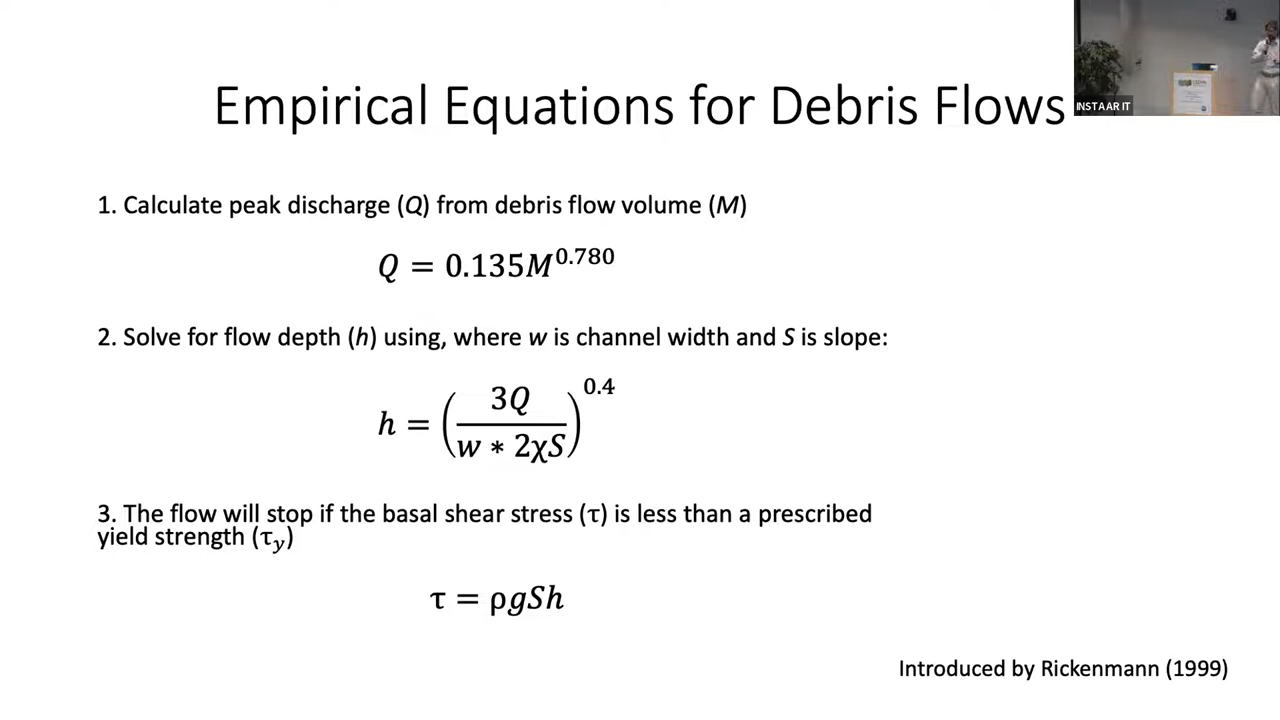 Empirical Equations for Debris Flows
INSTAAR IT
1. Calculate peak discharge (Q) from debris flow volume (M)
Q = 0.135M^0.780
2. Solve for flow depth (h) using, where w is channel width and S is slope:
h = (3Q / w * 2χS)^0.4
3. The flow will stop if the basal shear stress (τ) is less than a prescribed
yield strength (τ_y)
τ = ρgSh
Introduced by Rickenmann (1999)